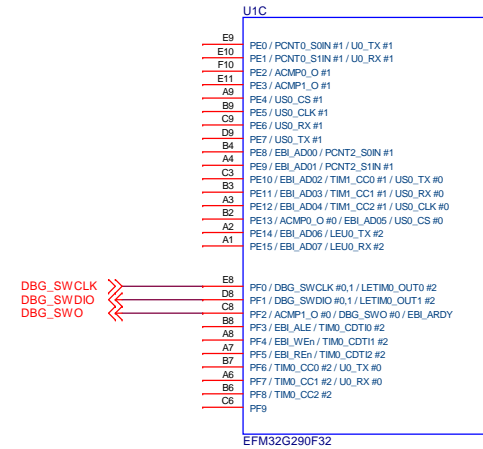 U1C
E9 PE0 / PCNT0_S0IN #1 / U0_TX #1
E10 PE1 / PCNT0_S1IN #1 / U0_RX #1
F10 PE2 / ACMP0_O #1
E11 PE3 / ACMP1_O #1
A9 PE4 / US0_CS #1
B9 PE5 / US0_CLK #1
C9 PE6 / US0_RX #1
D9 PE7 / US0_TX #1
B4 PE8 / EBI_AD00 / PCNT2_S0IN #1
A4 PE9 / EBI_AD01 / PCNT2_S1IN #1
C3 PE10 / EBI_AD02 / TIM1_CC0 #1 / US0_TX #0
B3 PE11 / EBI_AD03 / TIM1_CC1 #1 / US0_RX #0
A3 PE12 / EBI_AD04 / TIM1_CC2 #1 / US0_CLK #0
B2 PE13 / ACMP0_O #0 / EBI_AD05 / US0_CS #0
A2 PE14 / EBI_AD06 / LEU0_TX #2
A1 PE15 / EBI_AD07 / LEU0_RX #2
DBG_SWCLK E8 PF0 / DBG_SWCLK #0,1 / LETIM0_OUT0 #2
DBG_SWDIO D8 PF1 / DBG_SWDIO #0,1 / LETIM0_OUT1 #2
DBG_SWO C8 PF2 / ACMP1_O #0 / DBG_SWO #0 / EBI_ARDY
B8 PF3 / EBI_ALE / TIM0_CDTI0 #2
A8 PF4 / EBI_WEn / TIM0_CDTI1 #2
A7 PF5 / EBI_REn / TIM0_CDTI2 #2
B7 PF6 / TIM0_CC0 #2 / U0_TX #0
A6 PF7 / TIM0_CC1 #2 / U0_RX #0
B6 PF8 / TIM0_CC2 #2
C6 PF9
EFM32G290F32